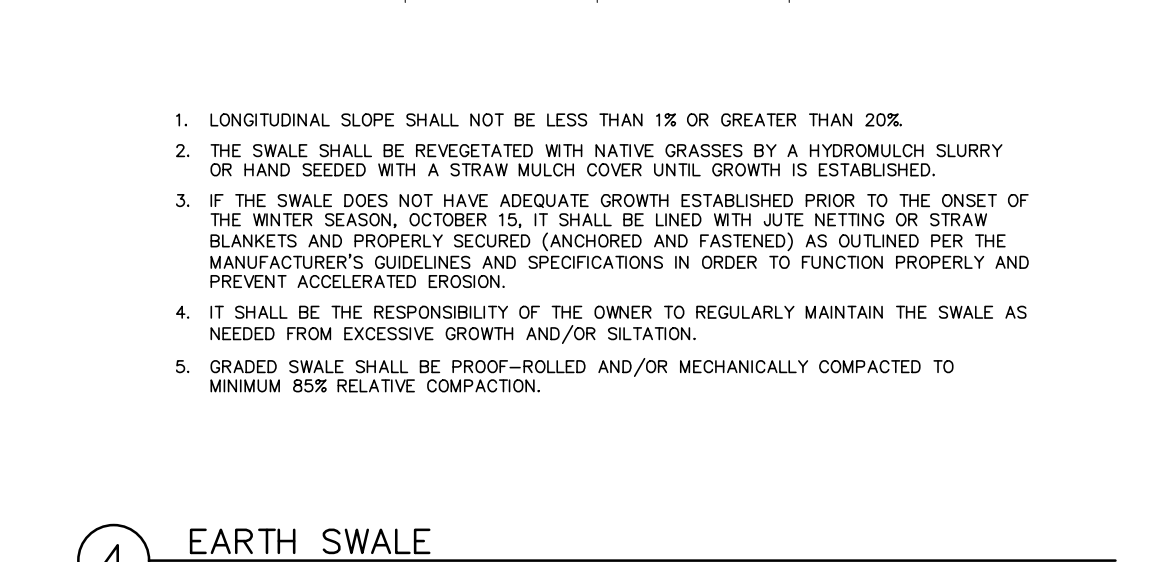 1. LONGITUDINAL SLOPE SHALL NOT BE LESS THAN 1% OR GREATER THAN 20%.
2. THE SWALE SHALL BE REVEGETATED WITH NATIVE GRASSES BY A HYDROMULCH SLURRY
OR HAND SEEDED WITH A STRAW MULCH COVER UNTIL GROWTH IS ESTABLISHED.
3. IF THE SWALE DOES NOT HAVE ADEQUATE GROWTH ESTABLISHED PRIOR TO THE ONSET OF
THE WINTER SEASON, OCTOBER 15, IT SHALL BE LINED WITH JUTE NETTING OR STRAW
BLANKETS AND PROPERLY SECURED (ANCHORED AND FASTENED) AS OUTLINED PER THE
MANUFACTURER'S GUIDELINES AND SPECIFICATIONS IN ORDER TO FUNCTION PROPERLY AND
PREVENT ACCELERATED EROSION.
4. IT SHALL BE THE RESPONSIBILITY OF THE OWNER TO REGULARLY MAINTAIN THE SWALE AS
NEEDED FROM EXCESSIVE GROWTH AND/OR SILTATION.
5. GRADED SWALE SHALL BE PROOF-ROLLED AND/OR MECHANICALLY COMPACTED TO
MINIMUM 85% RELATIVE COMPACTION.
4 EARTH SWALE